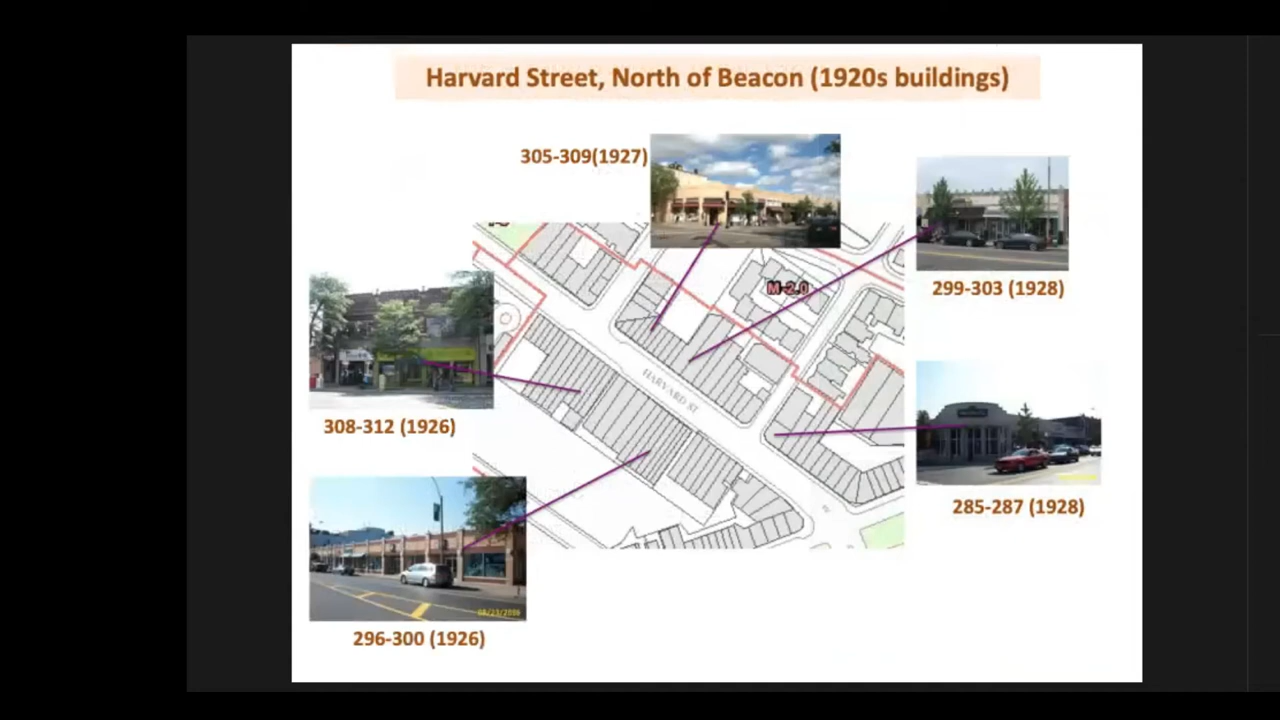 Harvard Street, North of Beacon (1920s buildings)
305-309(1927)
299-303 (1928)
M-2.0
308-312 (1926)
HARVARD ST
285-287 (1928)
296-300 (1926)